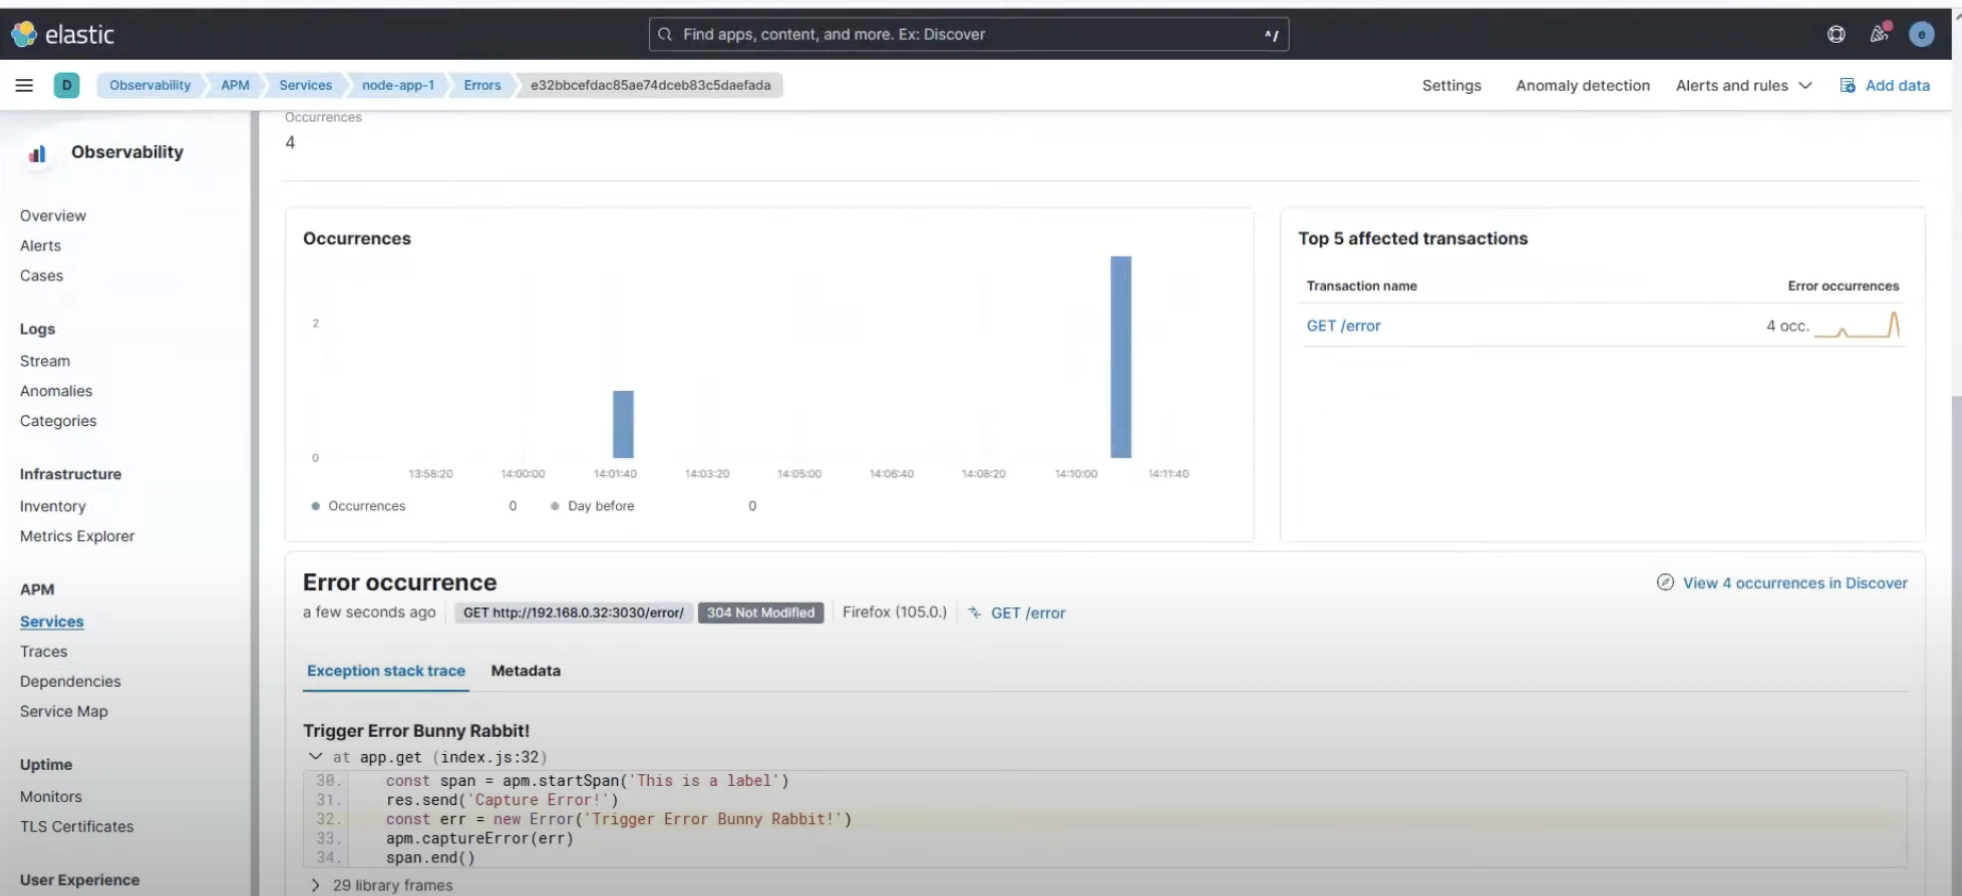 elastic
Find apps, content, and more. Ex: Discover
^/
e
D
Observability
APM
Services
node-app-1
Errors
e32bbcefdac85ae74dceb83c5daefada
Settings
Anomaly detection
Alerts and rules
Add data
Observability
Overview
Alerts
Cases
Logs
Stream
Anomalies
Categories
Infrastructure
Inventory
Metrics Explorer
APM
Services
Traces
Dependencies
Service Map
Uptime
Monitors
TLS Certificates
User Experience
Occurrences
4
Occurrences
2
0
13:58:20 14:00:00 14:01:40 14:03:20 14:05:00 14:06:40 14:08:20 14:10:00 14:11:40
Occurrences 0 Day before 0
Top 5 affected transactions
Transaction name Error occurrences
GET /error 4 occ.
Error occurrence
View 4 occurrences in Discover
a few seconds ago GET http://192.168.0.32:3030/error/ 304 Not Modified Firefox (105.0.) GET /error
Exception stack trace Metadata
Trigger Error Bunny Rabbit!
at app.get (index.js:32)
30. const span = apm.startSpan('This is a label')
31. res.send('Capture Error!')
32. const err = new Error('Trigger Error Bunny Rabbit!')
33. apm.captureError(err)
34. span.end()
29 library frames